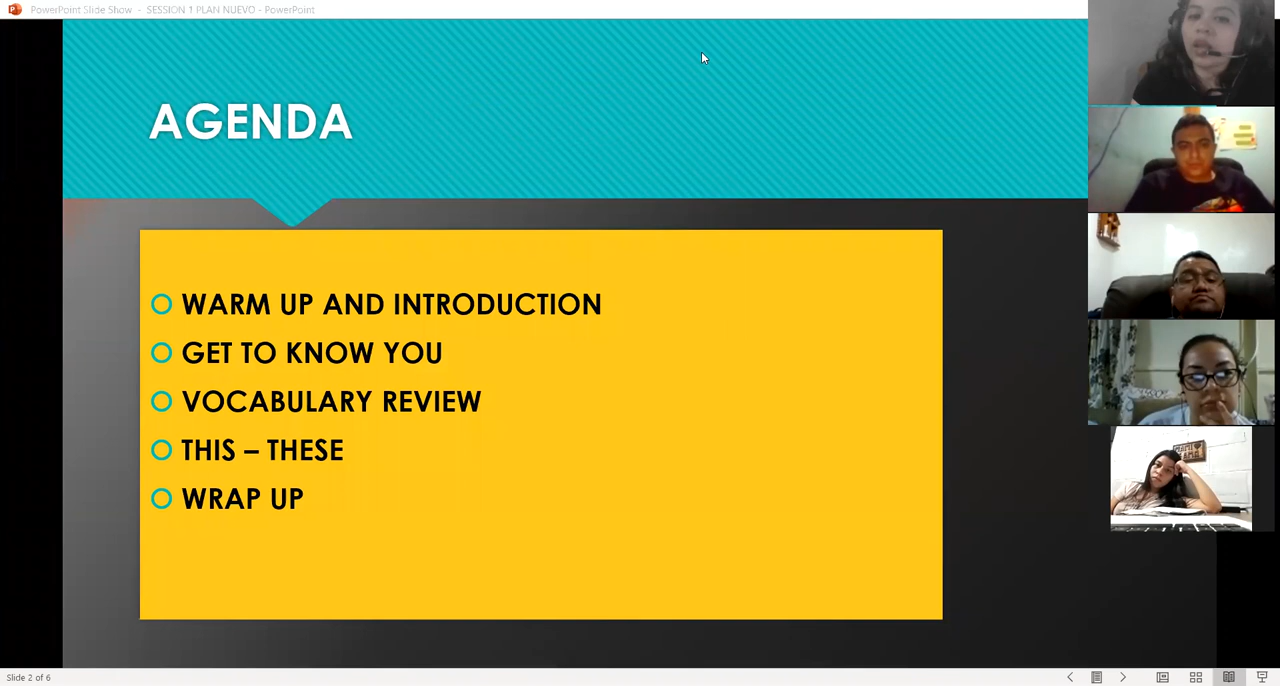 PowerPoint Slide Show - SESSION 1 PLAN NUEVO - PowerPoint
AGENDA
WARM UP AND INTRODUCTION
GET TO KNOW YOU
VOCABULARY REVIEW
THIS – THESE
WRAP UP
Slide 2 of 6